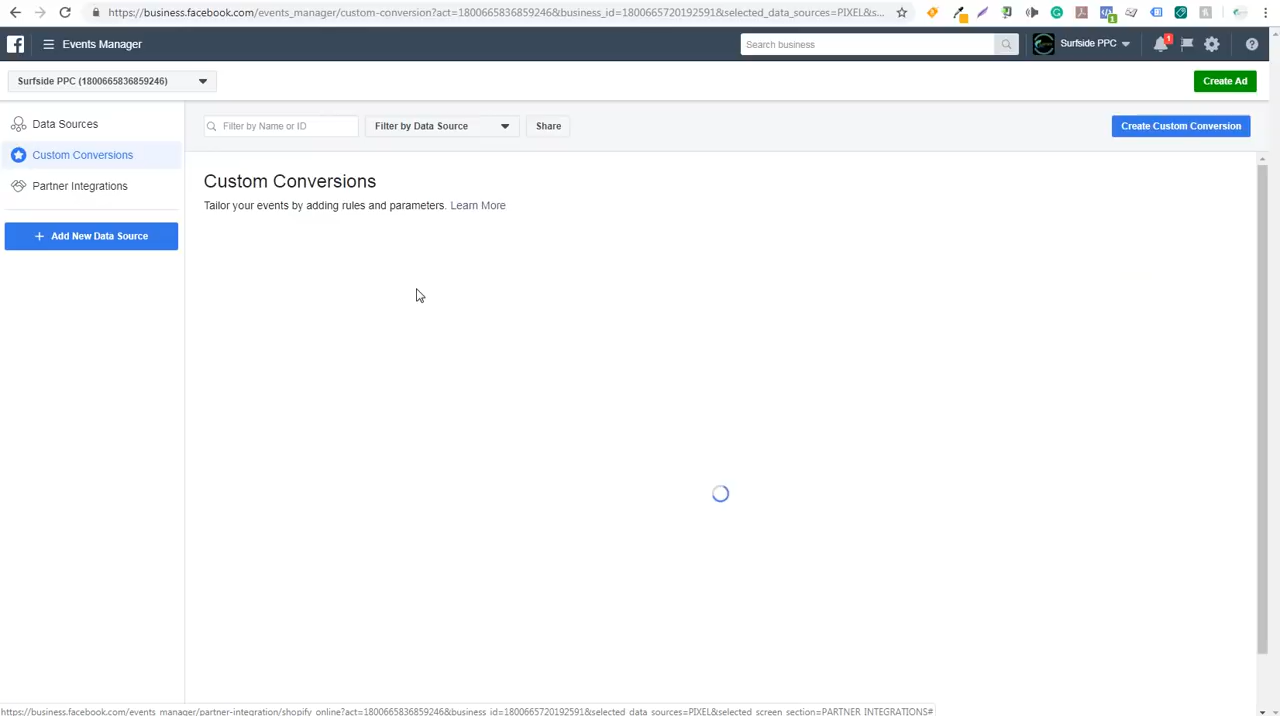 https://business.facebook.com/events_manager/custom-conversion?act=1800665836859246&business_id=1800665720192591&selected_data_sources=PIXEL&s...
Events Manager
Search business
Surfside PPC
1
Surfside PPC (1800665836859246)
Create Ad
Data Sources
Filter by Name or ID
Filter by Data Source
Share
Create Custom Conversion
Custom Conversions
Partner Integrations
+ Add New Data Source
Custom Conversions
Tailor your events by adding rules and parameters. Learn More
https://business.facebook.com/events_manager/partner-integration/shopify_online?act=1800665836859246&business_id=1800665720192591&selected_data_sources=PIXEL&selected_screen_section=PARTNER_INTEGRATIONS#